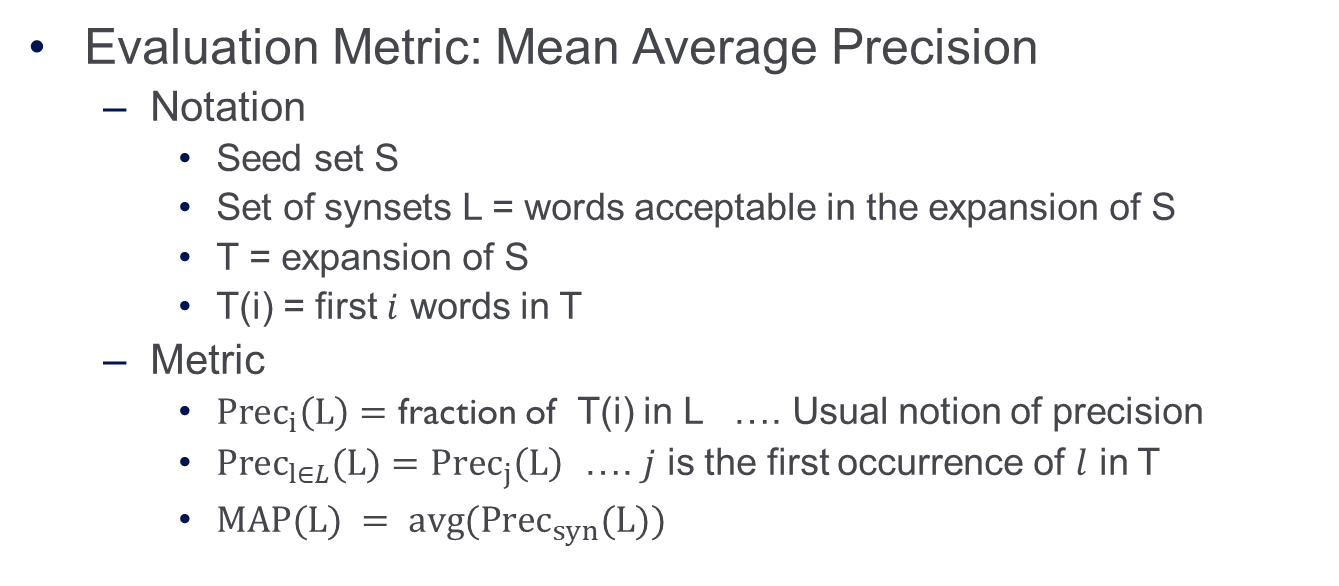 • Evaluation Metric: Mean Average Precision
– Notation
• Seed set S
• Set of synsets L = words acceptable in the expansion of S
• T = expansion of S
• T(i) = first i words in T
– Metric
• Prec_i(L) = fraction of T(i) in L …. Usual notion of precision
• Prec_{l∈L}(L) = Prec_j(L) …. j is the first occurrence of l in T
• MAP(L) = avg(Prec_syn(L))